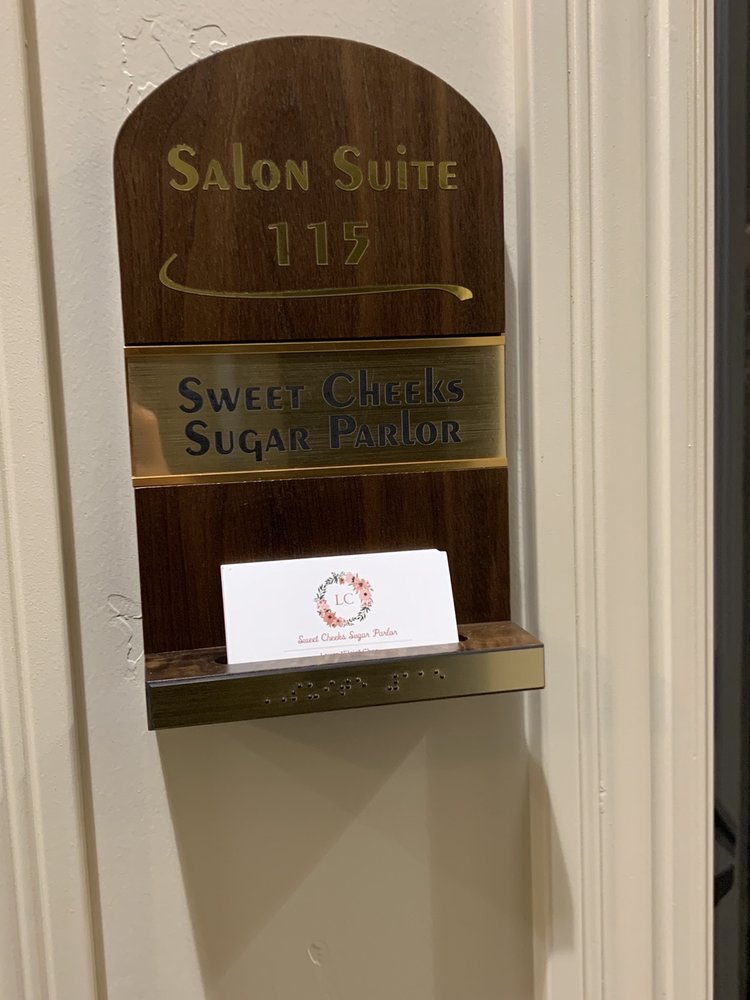 Salon Suite
115
Sweet Cheeks
Sugar Parlor
LC
Sweet Cheeks Sugar Parlor